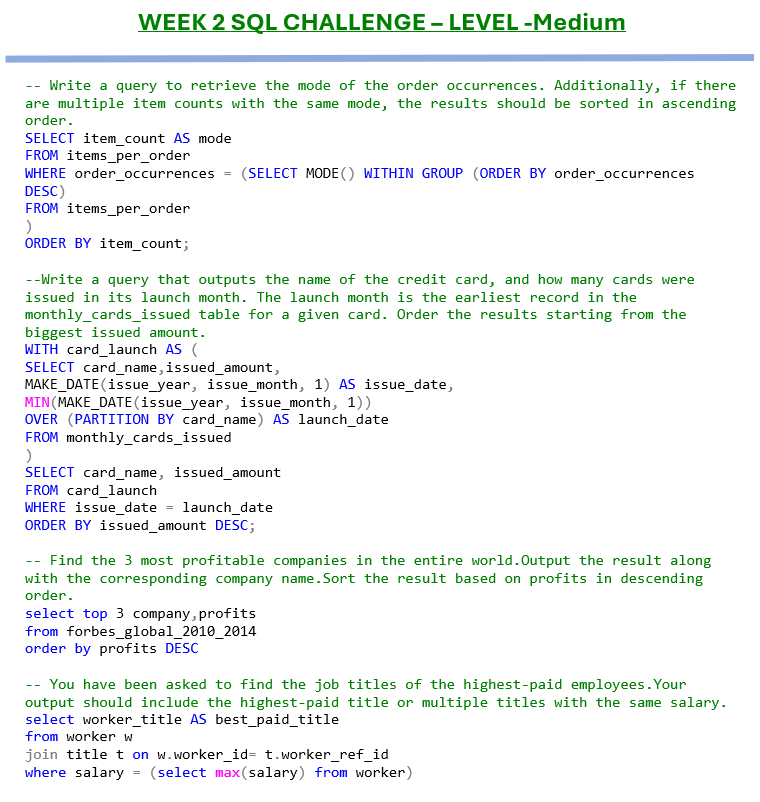 WEEK 2 SQL CHALLENGE – LEVEL -Medium
-- Write a query to retrieve the mode of the order occurrences. Additionally, if there
are multiple item counts with the same mode, the results should be sorted in ascending
order.
SELECT item_count AS mode
FROM items_per_order
WHERE order_occurrences = (SELECT MODE() WITHIN GROUP (ORDER BY order_occurrences
DESC)
FROM items_per_order
)
ORDER BY item_count;
--Write a query that outputs the name of the credit card, and how many cards were
issued in its launch month. The launch month is the earliest record in the
monthly_cards_issued table for a given card. Order the results starting from the
biggest issued amount.
WITH card_launch AS (
SELECT card_name,issued_amount,
MAKE_DATE(issue_year, issue_month, 1) AS issue_date,
MIN(MAKE_DATE(issue_year, issue_month, 1))
OVER (PARTITION BY card_name) AS launch_date
FROM monthly_cards_issued
)
SELECT card_name, issued_amount
FROM card_launch
WHERE issue_date = launch_date
ORDER BY issued_amount DESC;
-- Find the 3 most profitable companies in the entire world.Output the result along
with the corresponding company name.Sort the result based on profits in descending
order.
select top 3 company,profits
from forbes_global_2010_2014
order by profits DESC
-- You have been asked to find the job titles of the highest-paid employees.Your
output should include the highest-paid title or multiple titles with the same salary.
select worker_title AS best_paid_title
from worker w
join title t on w.worker_id= t.worker_ref_id
where salary = (select max(salary) from worker)